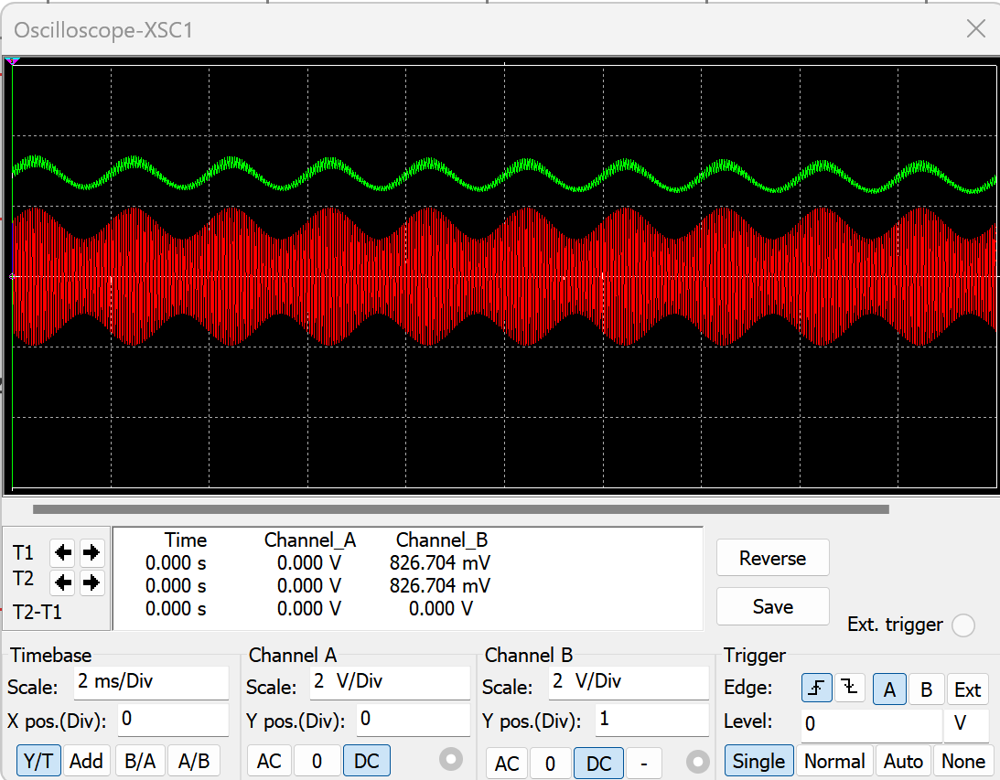 Oscilloscope-XSC1
Time Channel_A Channel_B
T1 0.000 s 0.000 V 826.704 mV
T2 0.000 s 0.000 V 826.704 mV
T2-T1 0.000 s 0.000 V 0.000 V
Reverse
Save
Ext. trigger
Timebase
Scale: 2 ms/Div
X pos.(Div): 0
Y/T Add B/A A/B
Channel A
Scale: 2 V/Div
Y pos.(Div): 0
AC 0 DC
Channel B
Scale: 2 V/Div
Y pos.(Div): 1
AC 0 DC -
Trigger
Edge: A B Ext
Level: 0 V
Single Normal Auto None